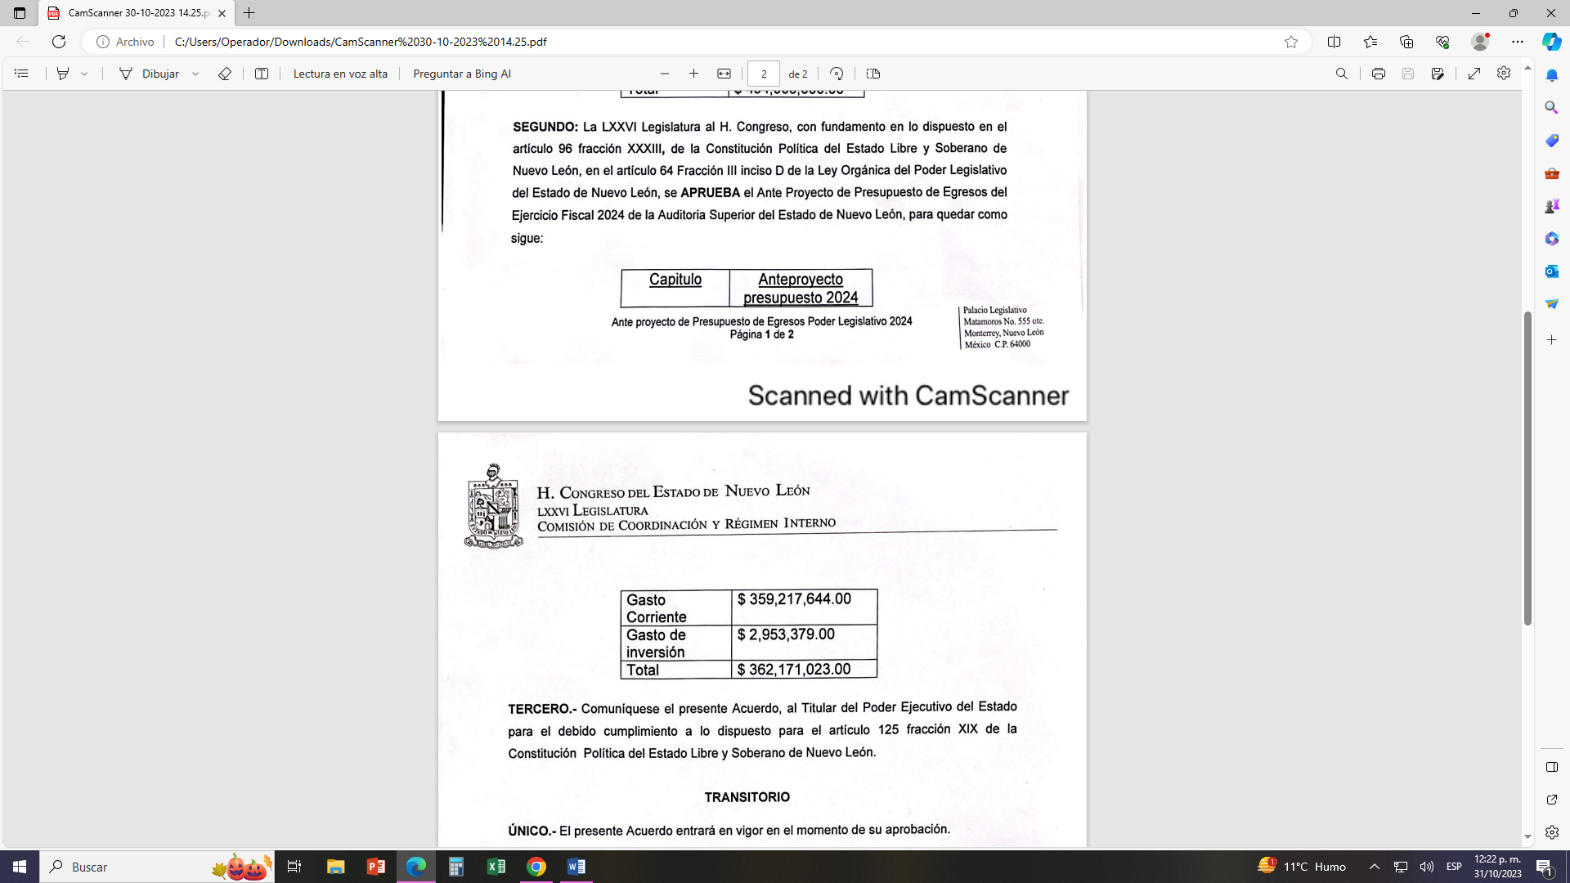 CamScanner 30-10-2023 14.25.p
Archivo
C:/Users/Operador/Downloads/CamScanner%2030-10-2023%2014.25.pdf
Dibujar
Lectura en voz alta
Preguntar a Bing AI
2 de 2
SEGUNDO: La LXXVI Legislatura al H. Congreso, con fundamento en lo dispuesto en el
artículo 96 fracción XXXIII, de la Constitución Política del Estado Libre y Soberano de
Nuevo León, en el artículo 64 Fracción III inciso D de la Ley Orgánica del Poder Legislativo
del Estado de Nuevo León, se APRUEBA el Ante Proyecto de Presupuesto de Egresos del
Ejercicio Fiscal 2024 de la Auditoria Superior del Estado de Nuevo León, para quedar como
sigue:
Capitulo Anteproyecto
presupuesto 2024
Ante proyecto de Presupuesto de Egresos Poder Legislativo 2024
Página 1 de 2
Palacio Legislativo
Matamoros No. 555 ote.
Monterrey, Nuevo León
México C.P. 64000
Scanned with CamScanner
H. CONGRESO DEL ESTADO DE NUEVO LEÓN
LXXVI LEGISLATURA
COMISIÓN DE COORDINACIÓN Y RÉGIMEN INTERNO
Gasto $ 359,217,644.00
Corriente
Gasto de $ 2,953,379.00
inversión
Total $ 362,171,023.00
TERCERO.- Comuníquese el presente Acuerdo, al Titular del Poder Ejecutivo del Estado
para el debido cumplimiento a lo dispuesto para el artículo 125 fracción XIX de la
Constitución Política del Estado Libre y Soberano de Nuevo León.
TRANSITORIO
ÚNICO.- El presente Acuerdo entrará en vigor en el momento de su aprobación.
Buscar
11°C Humo
ESP
12:22 p. m.
31/10/2023